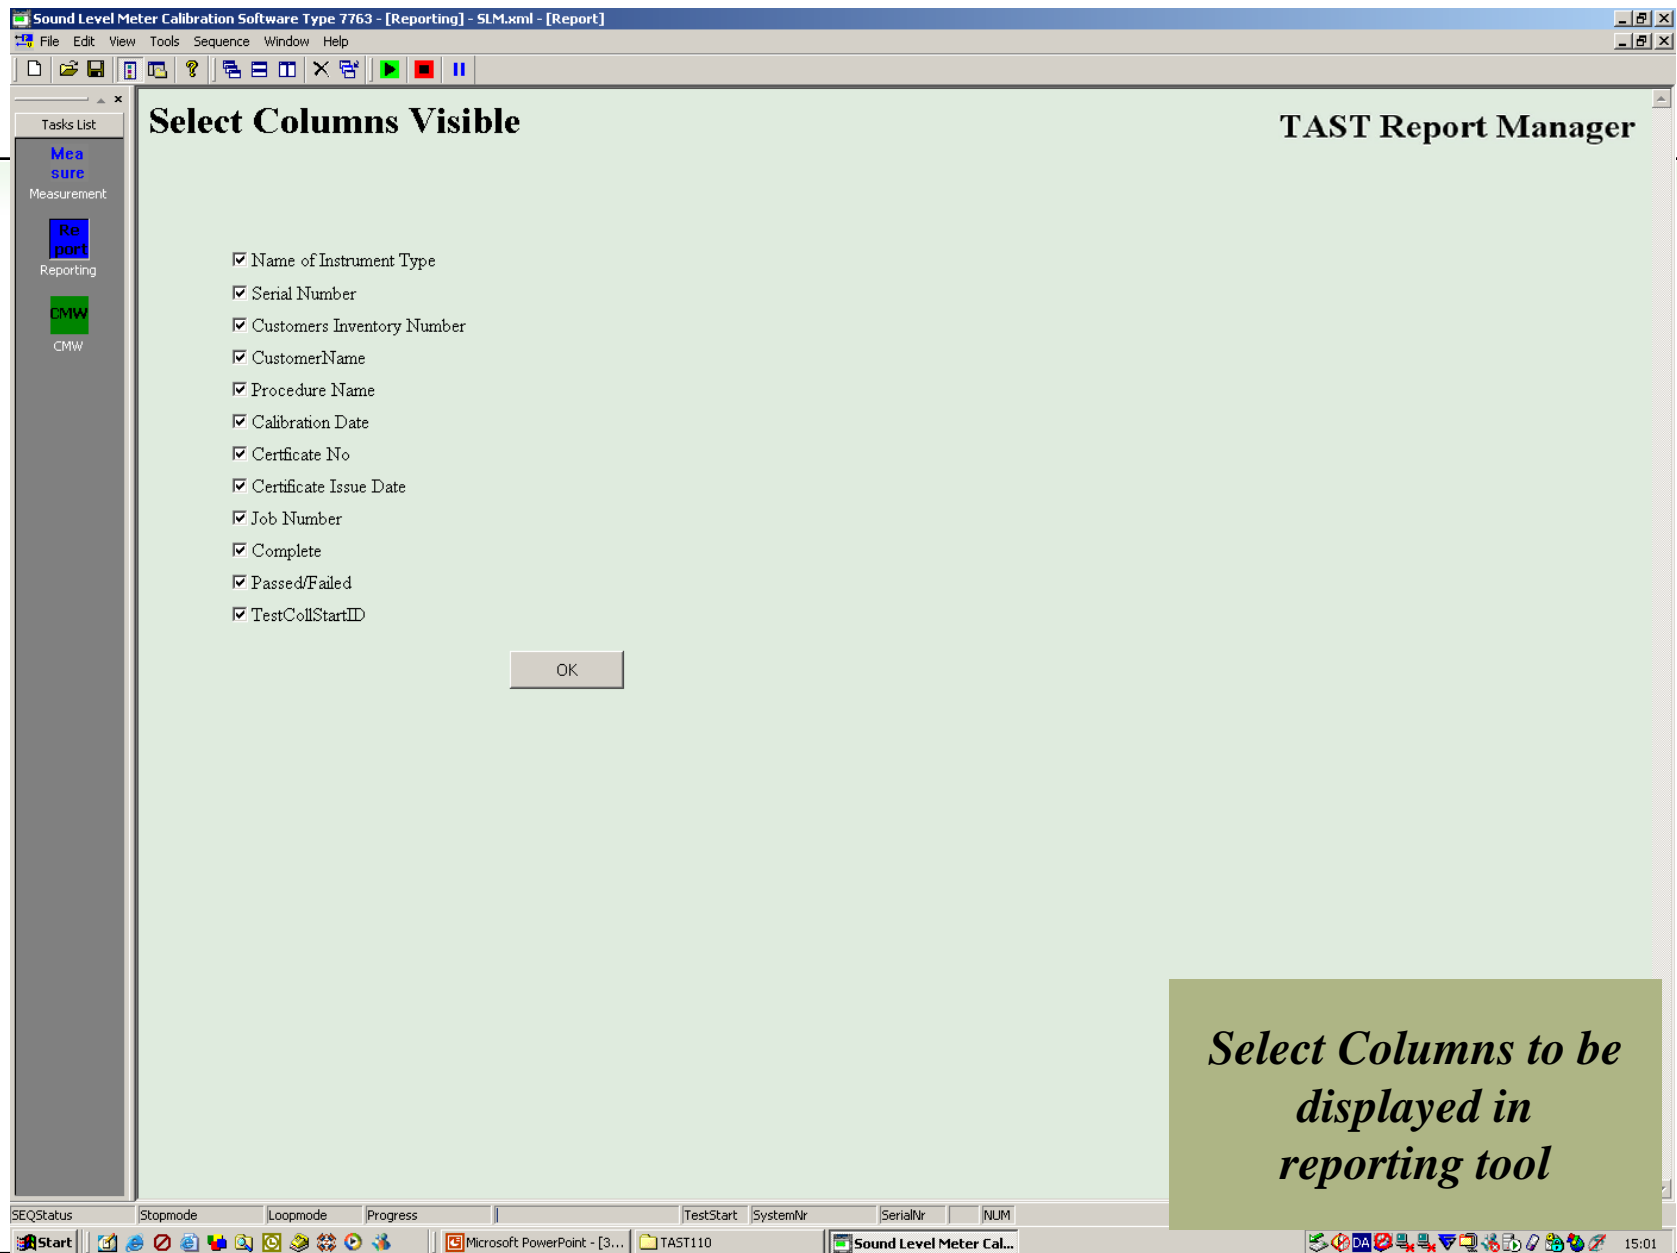 Sound Level Meter Calibration Software Type 7763 - [Reporting] - SLM.xml - [Report]
File Edit View Tools Sequence Window Help
Tasks List
Mea
sure
Measurement
Re
port
Reporting
CMW
CMW
Select Columns Visible
TAST Report Manager
Name of Instrument Type
Serial Number
Customers Inventory Number
CustomerName
Procedure Name
Calibration Date
Certficate No
Certificate Issue Date
Job Number
Complete
Passed/Failed
TestCollStartID
OK
Select Columns to be
displayed in
reporting tool
SEQStatus Stopmode Loopmode Progress TestStart SystemNr SerialNr NUM
Start Microsoft PowerPoint - [3... TAST110 Sound Level Meter Cal... DA 15:01